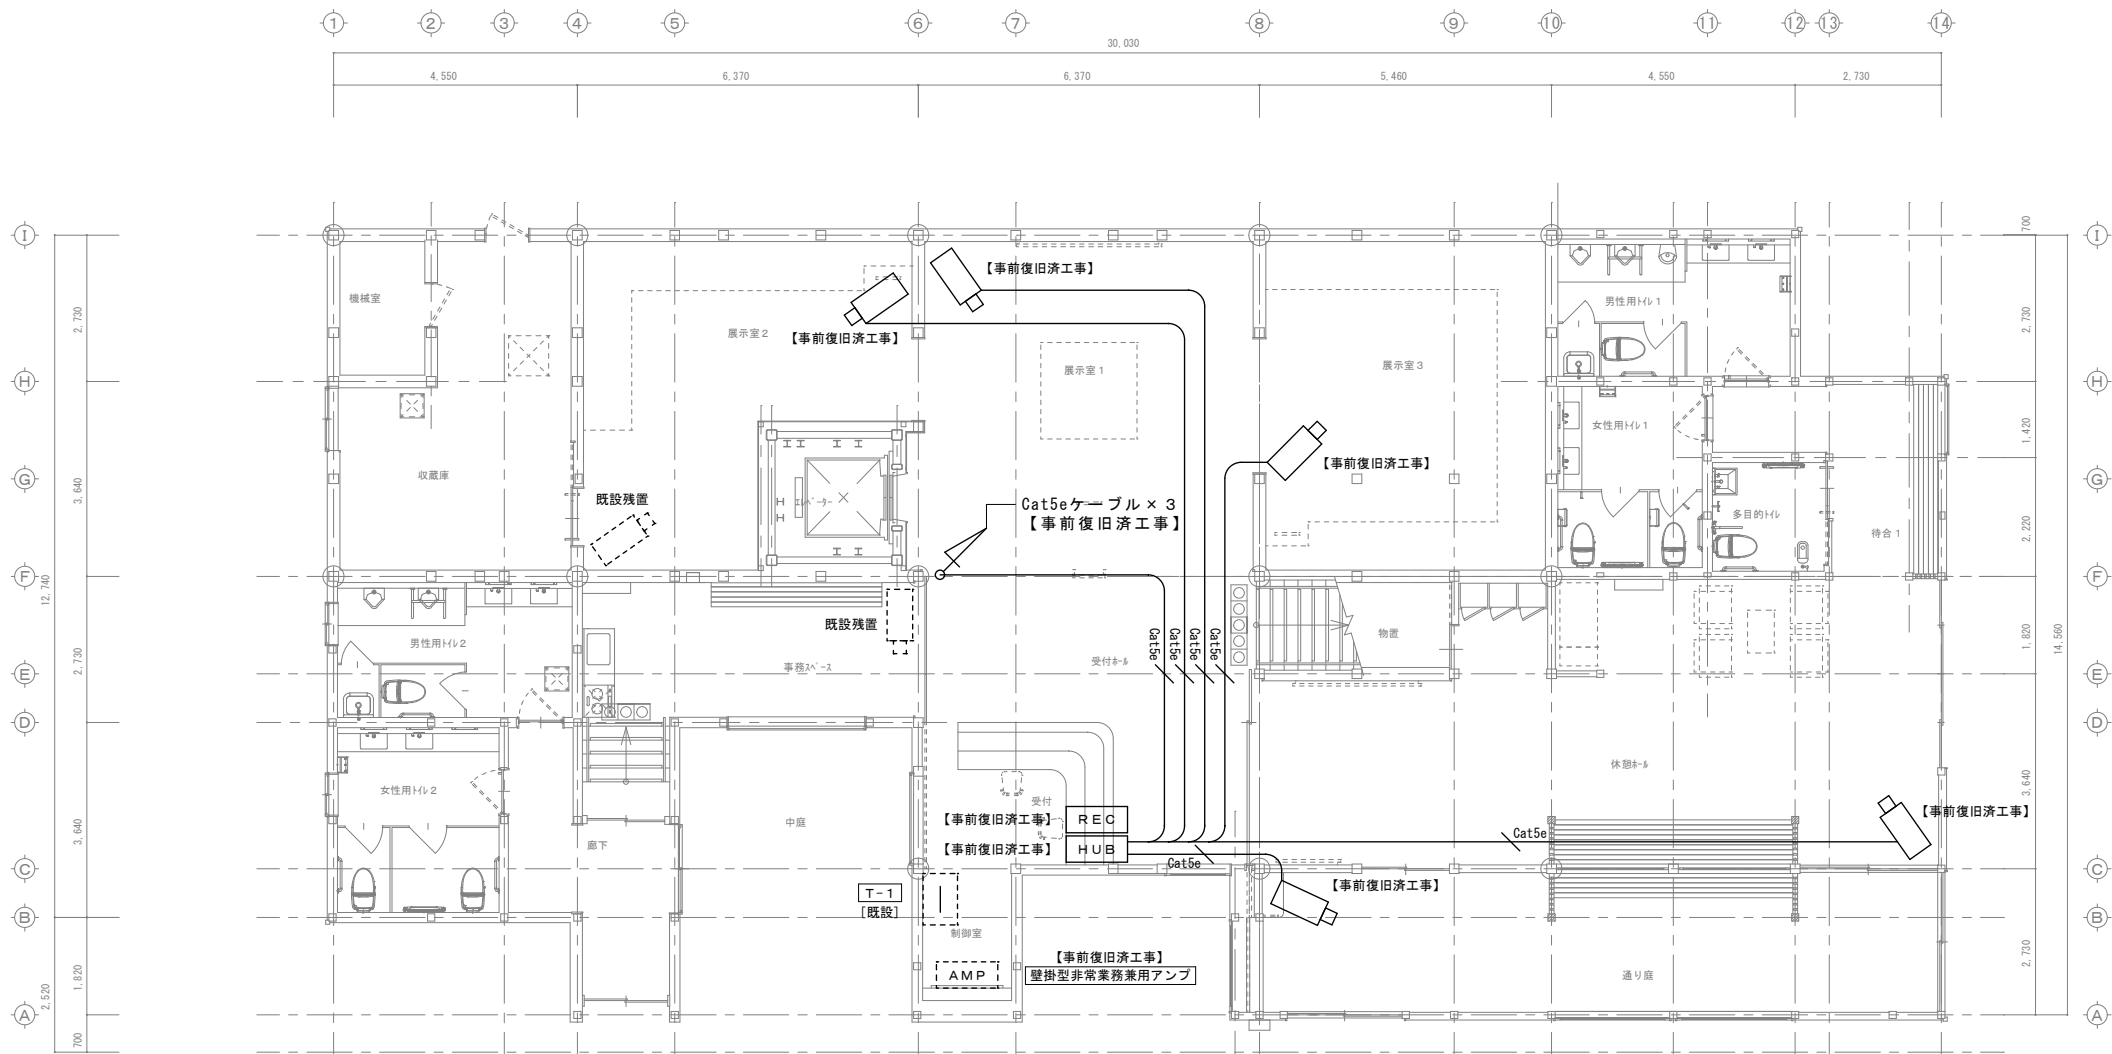 ① ② ③ ④ ⑤ ⑥ ⑦ ⑧ ⑨ ⑩ ⑪ ⑫ ⑬ ⑭
30,030
4,550 6,370 6,370 5,460 4,550 2,730
Ⓘ 700 Ⓘ
【事前復旧済工事】
機械室
男性用トイレ1
2,730
展示室2
【事前復旧済工事】
2,730
展示室1
展示室3
Ⓗ Ⓗ
女性用トイレ1
1,420
【事前復旧済工事】
収蔵庫
Ⓖ Ⓖ
3,640
既設残置
エレベーター
Cat5eケーブル×3
【事前復旧済工事】
多目的トイレ
待合1
2,220
Ⓕ Ⓕ
12,740
既設残置
男性用トイレ2
事務スペース
受付ホール
Cat5e
Cat5e
Cat5e
Cat5e
物置
1,820
14,560
2,730
Ⓔ Ⓔ
Ⓓ Ⓓ
休憩ホール
女性用トイレ2
3,640
3,640
受付
中庭
廊下
【事前復旧済工事】
REC
【事前復旧済工事】
HUB
Cat5e
Cat5e
【事前復旧済工事】
Ⓒ Ⓒ
T-1
[既設]
【事前復旧済工事】
Ⓑ Ⓑ
制御室
2,730
【事前復旧済工事】
AMP
壁掛型非常業務兼用アンプ
通り庭
1,820
2,520
Ⓐ Ⓐ
700